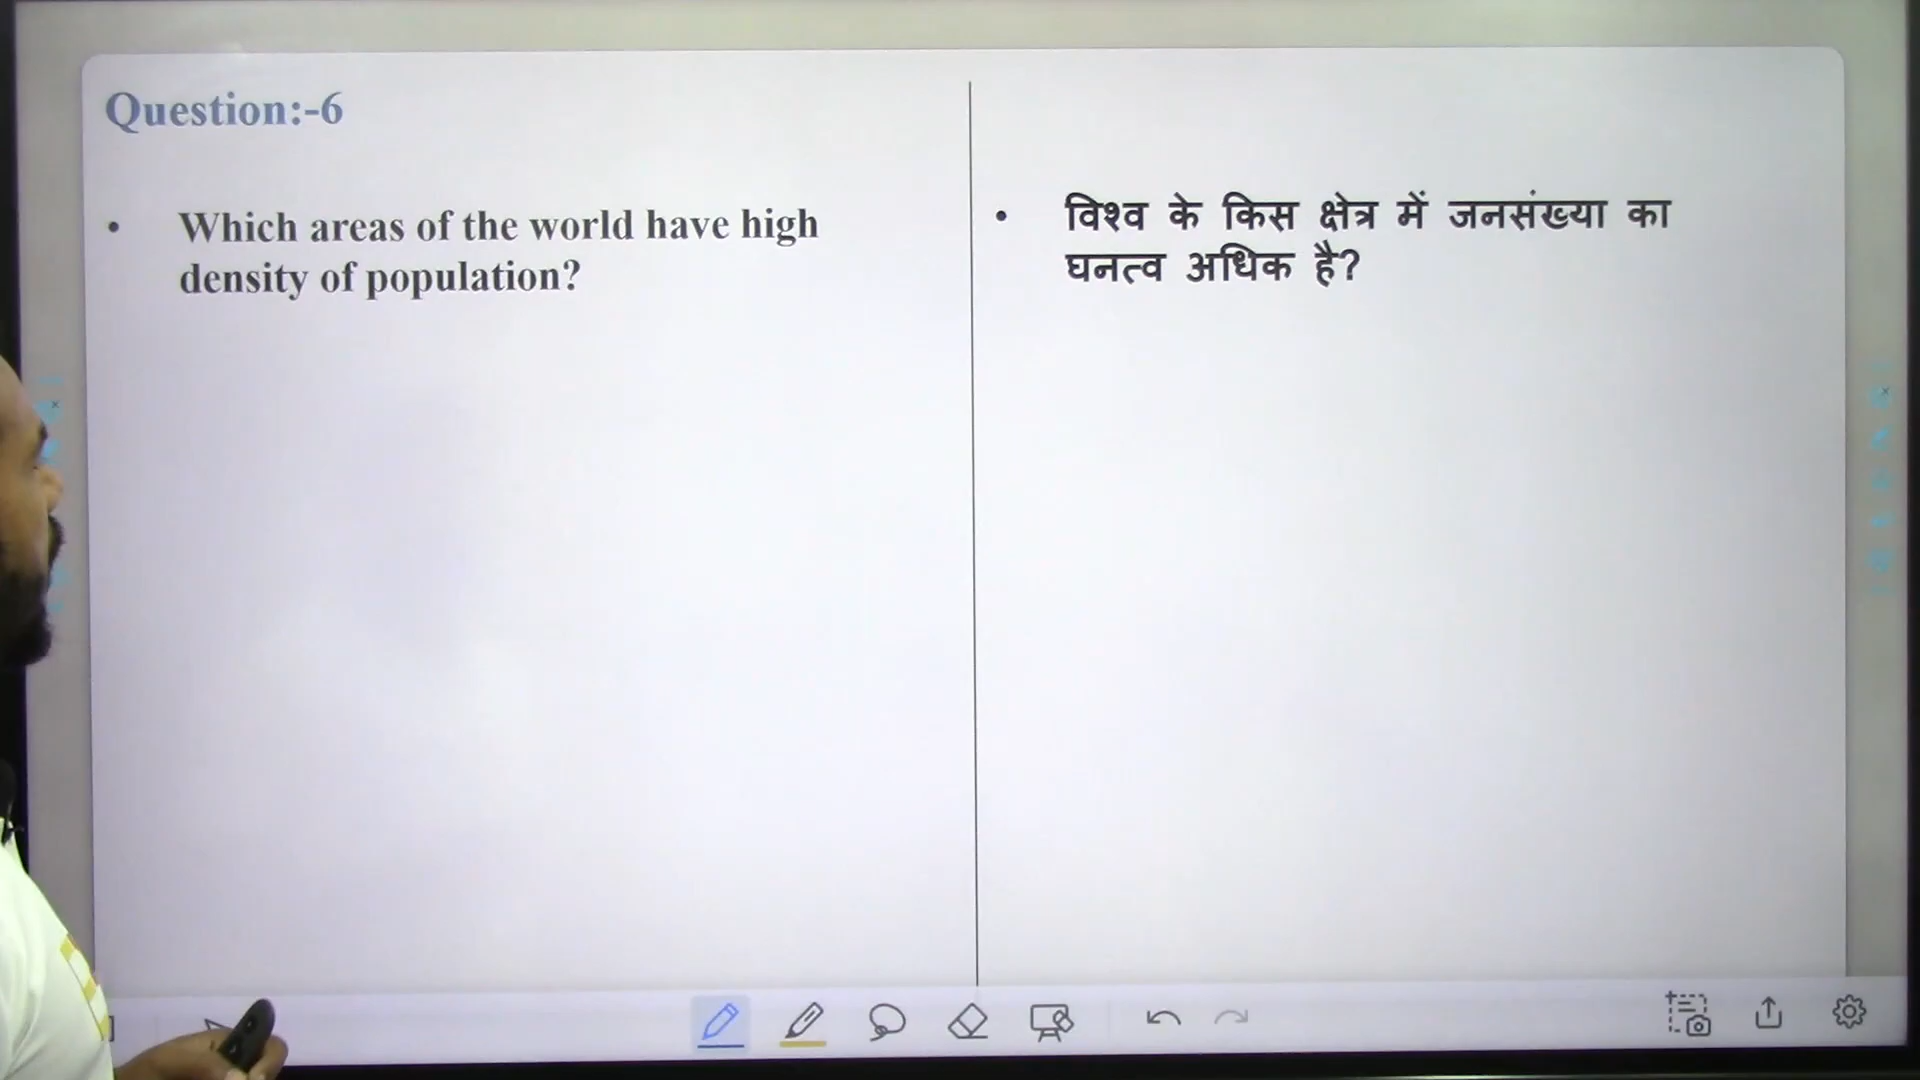 Question:-6
• Which areas of the world have high
density of population?
• विश्व के किस क्षेत्र में जनसंख्या का
घनत्व अधिक है?